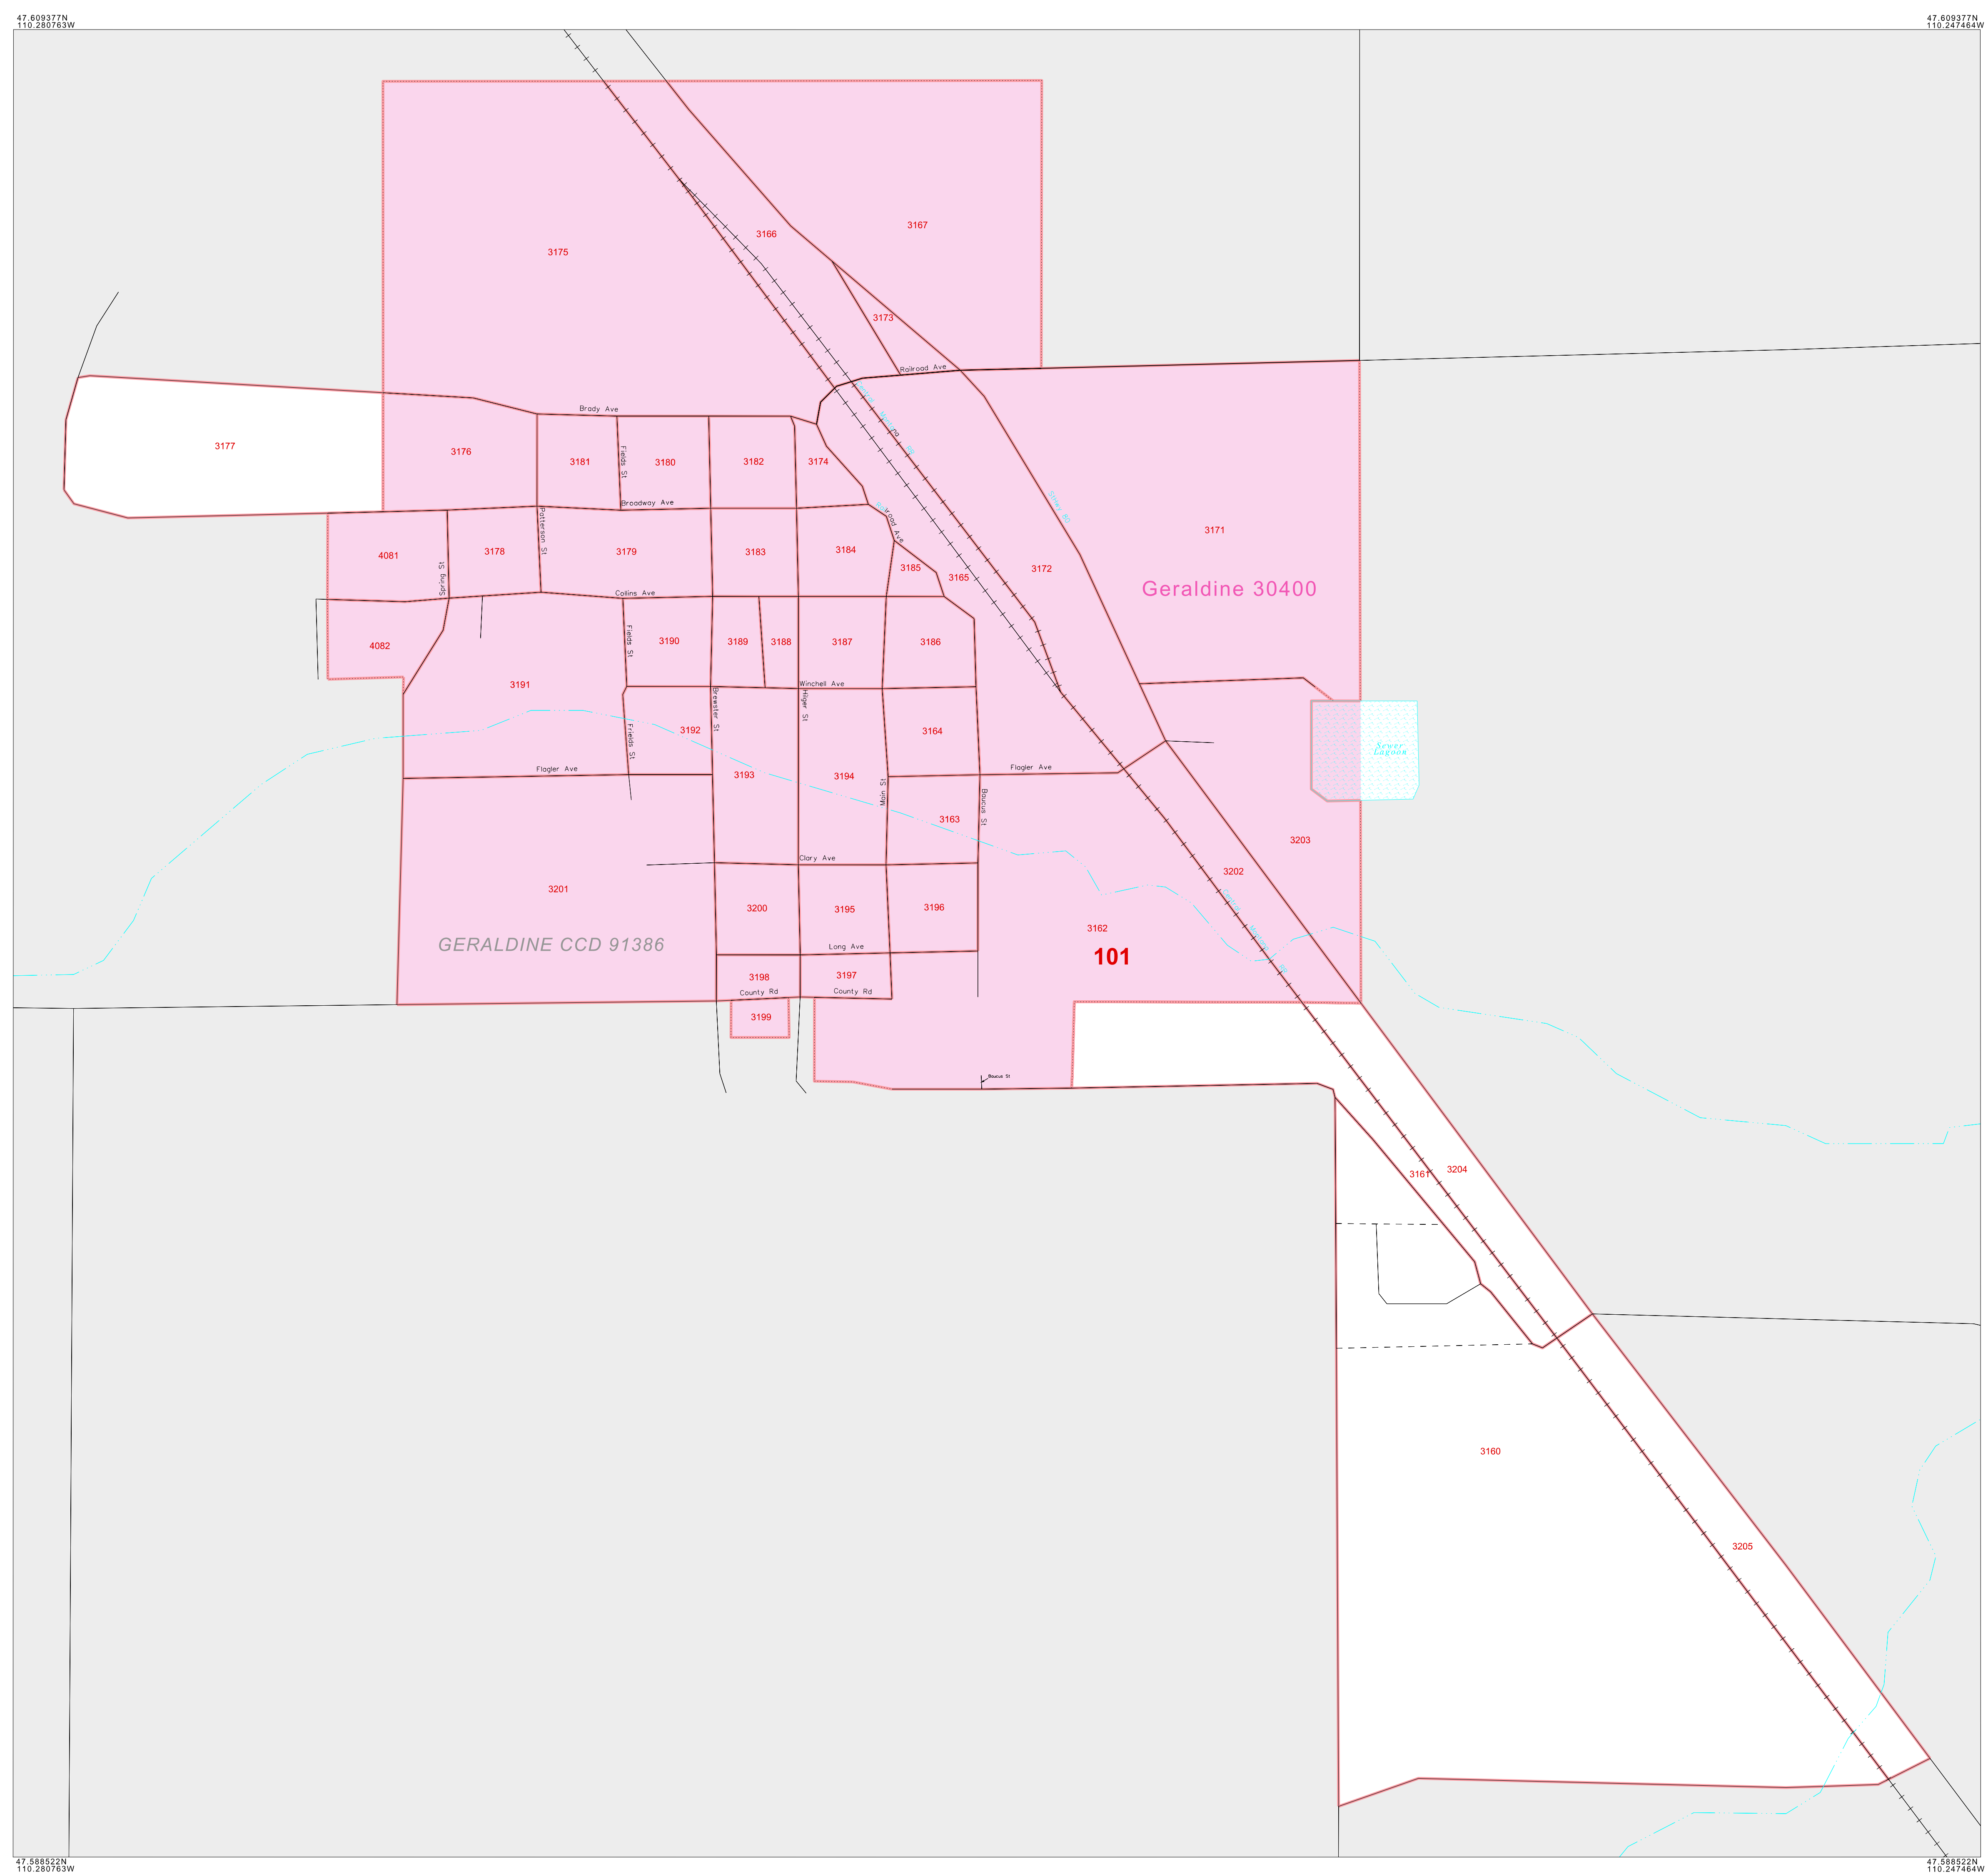 47.609377N
110.280763W
47.609377N
110.247464W
3167
3166
3175
3173
Railroad Ave
Brady Ave
3177
3176
3181
Fields St
3180
3182
3174
Broadway Ave
Patterson St
road Ave
Geraldine 30400
3171
4081
Spring St
3178
3179
3183
3184
3185
3165
3172
Collins Ave
4082
3191
Fields St
3190
3189
3188
3187
3186
Winchell Ave
Brewster St
Hilger St
3192
Frields St
3164
Sewer
Lagoon
Flagler Ave
3193
3194
Flagler Ave
Main St
Baucus St
3163
3203
Clary Ave
3202
3201
3200
3195
3196
3162
GERALDINE CCD 91386
Long Ave
101
3198
3197
County Rd
County Rd
3199
Baucus St
3161
3204
3160
3205
47.588522N
110.280763W
47.588522N
110.247464W